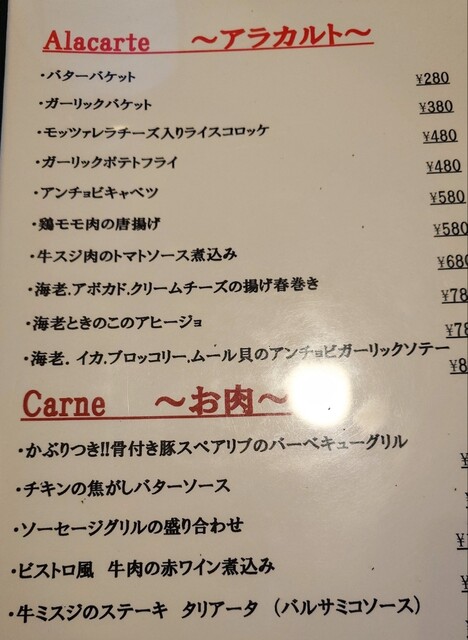 Alacarte ～アラカルト～
・バターバケット ¥280
・ガーリックバケット ¥380
・モッツァレラチーズ入りライスコロッケ ¥480
・ガーリックポテトフライ ¥480
・アンチョビキャベツ ¥580
・鶏モモ肉の唐揚げ ¥580
・牛スジ肉のトマトソース煮込み ¥680
・海老.アボカド.クリームチーズの揚げ春巻き ¥78
・海老ときのこのアヒージョ ¥78
・海老．イカ.ブロッコリー.ムール貝のアンチョビガーリックソテー ¥8
Carne ～お肉～
・かぶりつき!!骨付き豚スペアリブのバーベキューグリル ¥
・チキンの焦がしバターソース
・ソーセージグリルの盛り合わせ ¥
・ビストロ風 牛肉の赤ワイン煮込み ¥
・牛ミスジのステーキ タリアータ （バルサミコソース） ¥